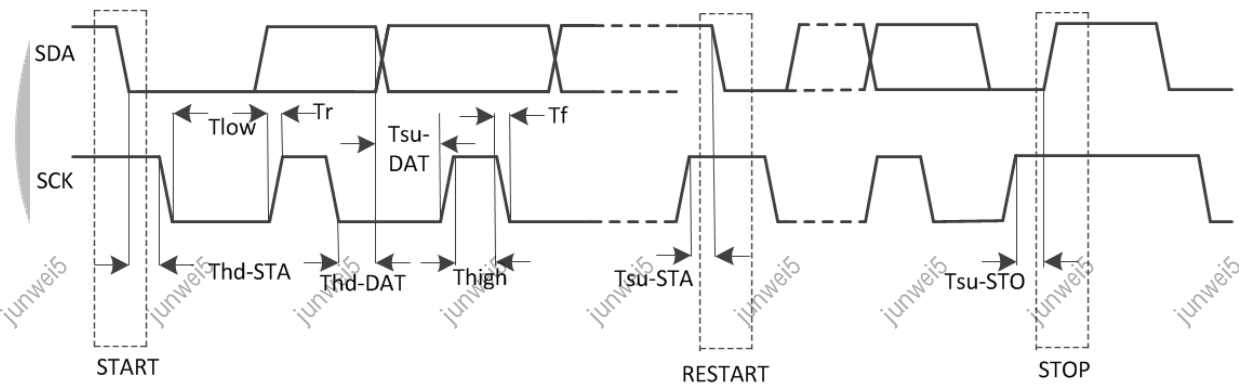 SDA
Tlow
Tr
Tsu-
DAT
Tf
SCK
Thd-STA
Thd-DAT
Thigh
Tsu-STA
Tsu-STO
junwei5 junwei5 junwei5 junwei5 junwei5 junwei5 junwei5 junwei5 junwei5
START
RESTART
STOP